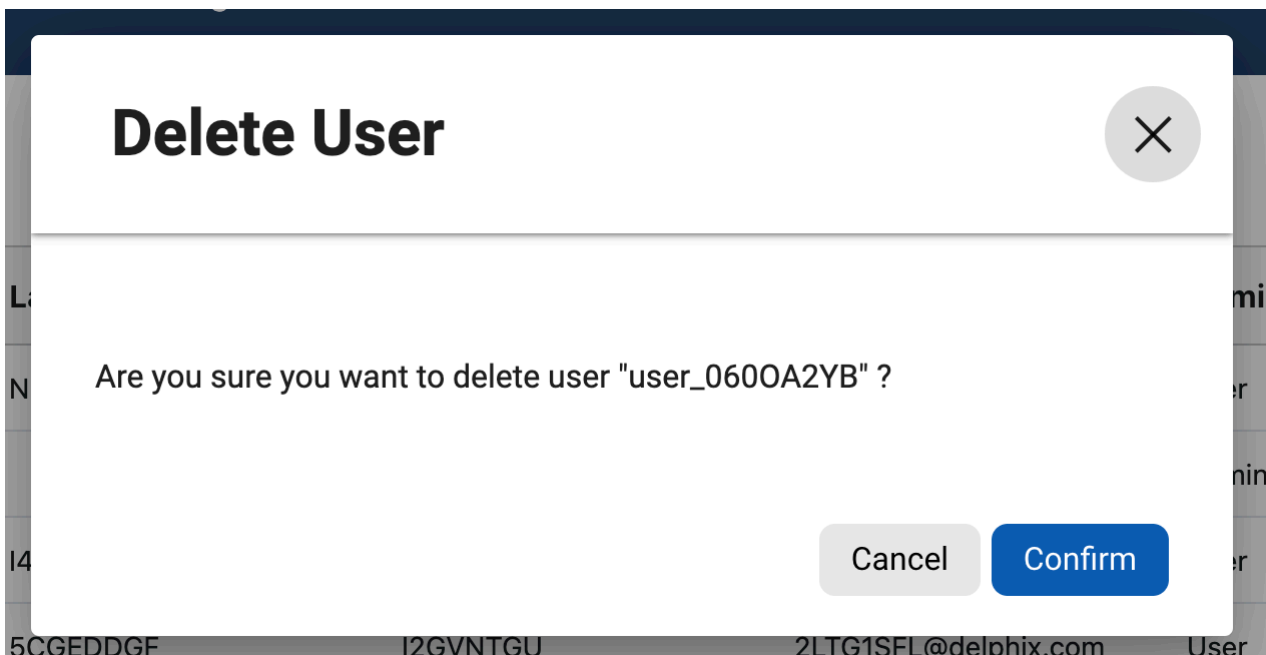 Delete User
Are you sure you want to delete user "user_060OA2YB" ?
Cancel Confirm
N
I4
5CGEDDGF I2GVNTGU 2LTG1SFL@delphix.com User